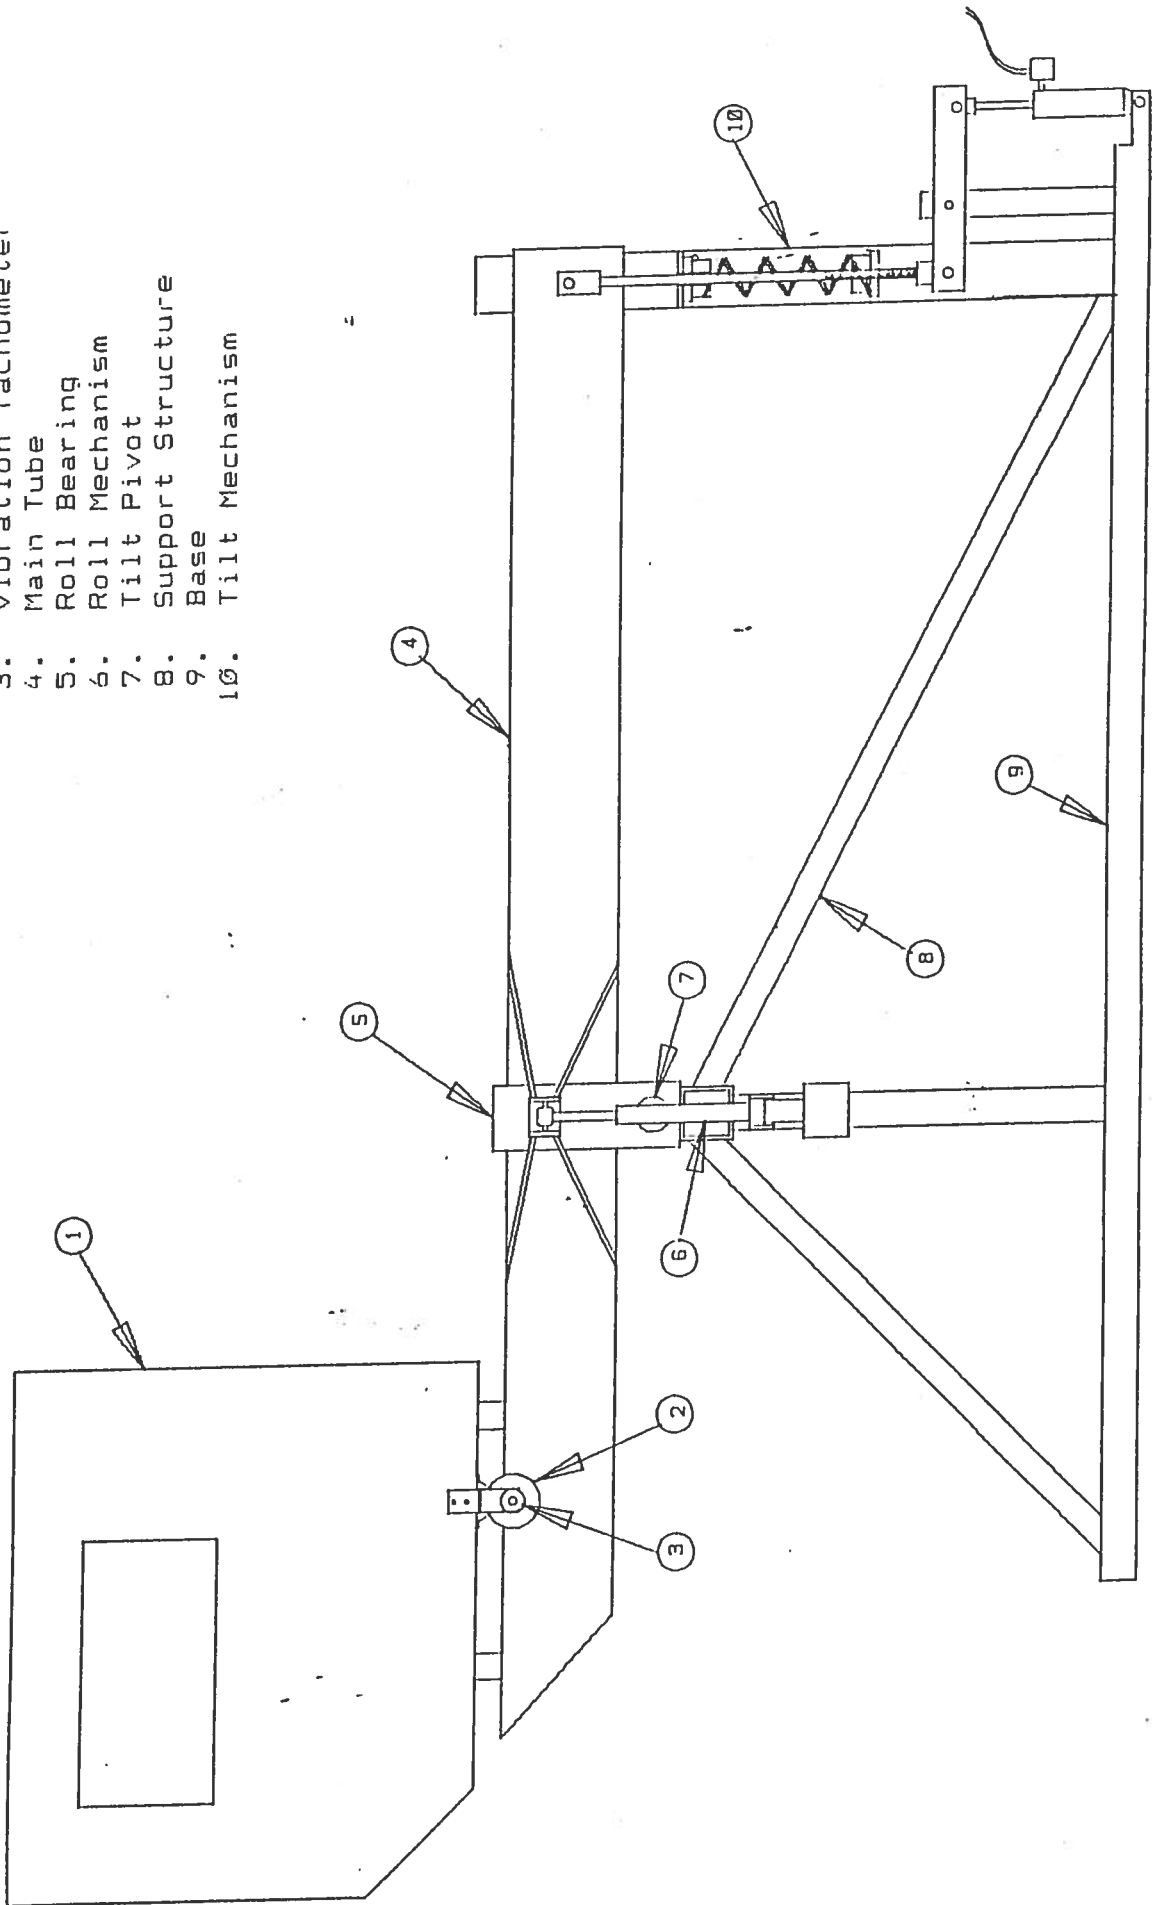 3. Vibration Tachometer
4. Main Tube
5. Roll Bearing
6. Roll Mechanism
7. Tilt Pivot
8. Support Structure
9. Base
10. Tilt Mechanism
1
2
3
4
5
6
7
8
9
10